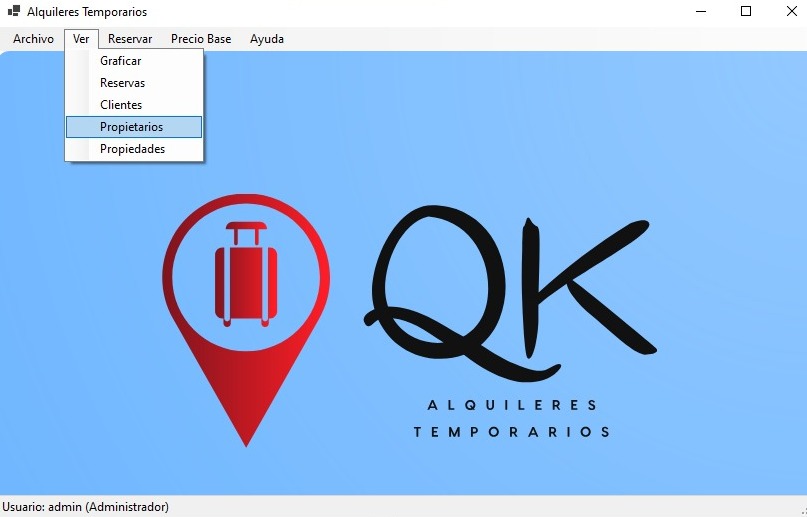 Alquileres Temporarios
Archivo Ver Reservar Precio Base Ayuda
Graficar
Reservas
Clientes
Propietarios
Propiedades
QK
ALQUILERES
TEMPORARIOS
Usuario: admin (Administrador)